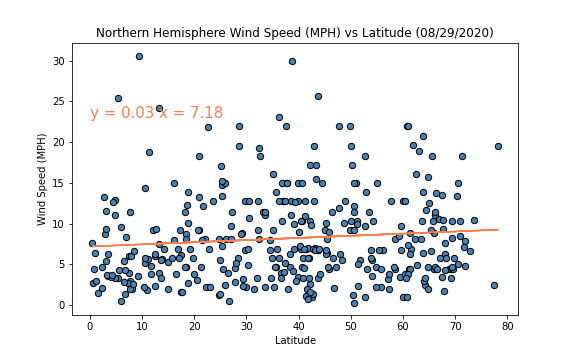 Northern Hemisphere Wind Speed (MPH) vs Latitude (08/29/2020)
30
25
y = 0.03 x = 7.18
20
15
10
5
0
Wind Speed (MPH)
0 10 20 30 40 50 60 70 80
Latitude